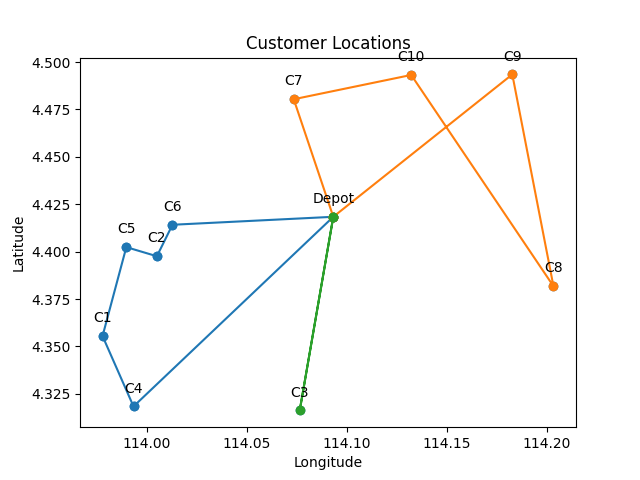 Customer Locations
C10
C9
4.500
C7
4.475
4.450
Depot
4.425
C6
C5
C2
4.400
C8
4.375
C1
4.350
C4
C3
4.325
Latitude
114.00
114.05
114.10
114.15
114.20
Longitude